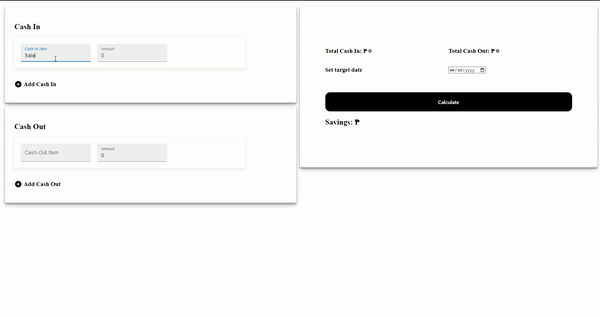 Cash In
Cash-In Item
Sala
Amount
0
Add Cash In
Cash Out
Cash-Out Item
Amount
0
Add Cash Out
Total Cash In: ₱ 0
Total Cash Out: ₱ 0
Set target date
mm/dd/yyyy
Calculate
Savings: ₱